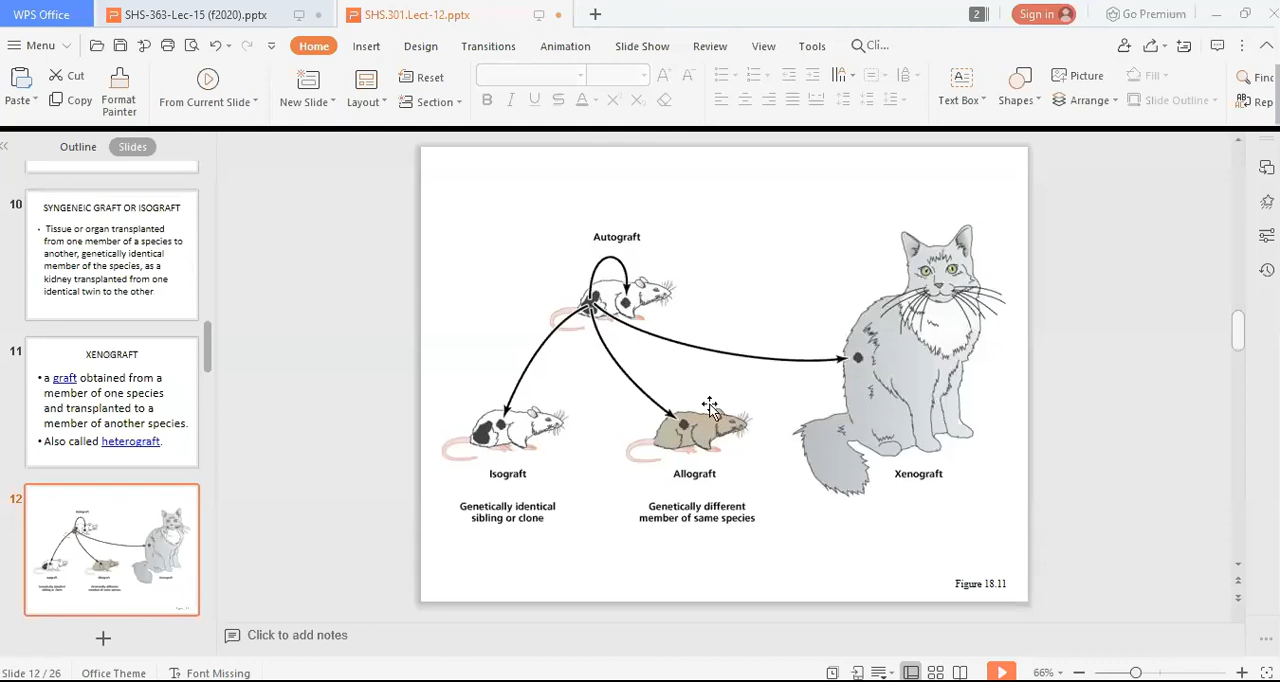 WPS Office
SHS-363-Lec-15 (f2020).pptx
SHS.301.Lect-12.pptx
2
Sign in
Go Premium
Menu
Home
Insert
Design
Transitions
Animation
Slide Show
Review
View
Tools
Cli...
Paste
Cut
Copy
Format
Painter
From Current Slide
New Slide
Layout
Reset
Section
B I U S A X² X₂
Text Box
Shapes
Picture
Arrange
Fill
Slide Outline
Outline
Slides
10
SYNGENEIC GRAFT OR ISOGRAFT
• Tissue or organ transplanted
from one member of a species to
another, genetically identical
member of the species, as a
kidney transplanted from one
identical twin to the other
11
XENOGRAFT
• a graft obtained from a
member of one species
and transplanted to a
member of another species.
• Also called heterograft.
12
Autograft
Isograft
Genetically identical
sibling or clone
Allograft
Genetically different
member of same species
Xenograft
Figure 18.11
Click to add notes
Slide 12 / 26
Office Theme
Font Missing
66%